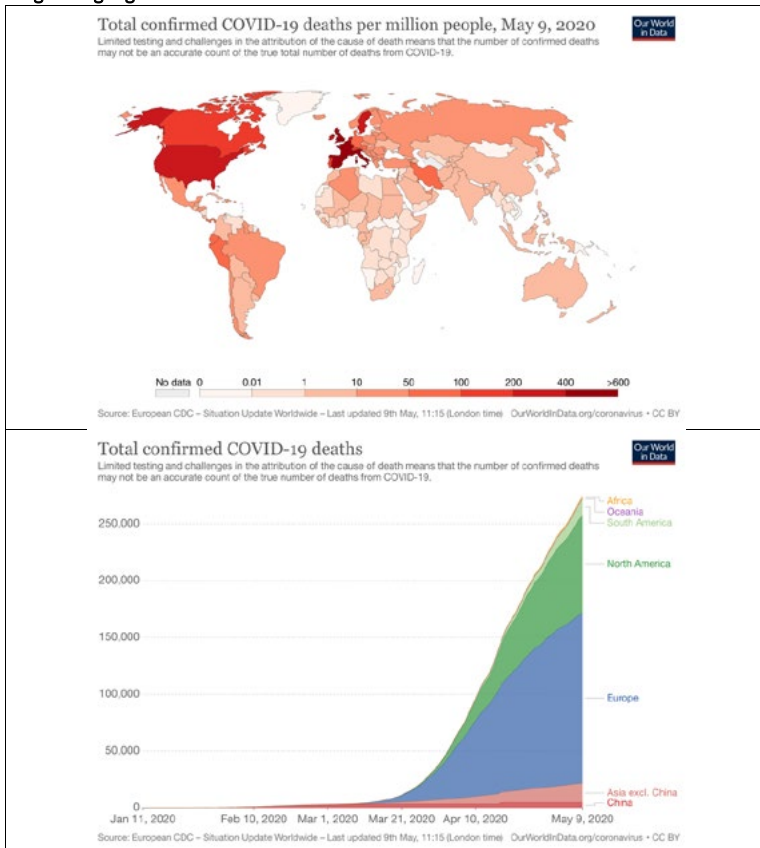 Total confirmed COVID-19 deaths per million people, May 9, 2020
Our World
in Data
Limited testing and challenges in the attribution of the cause of death means that the number of confirmed deaths
may not be an accurate count of the true total number of deaths from COVID-19.
No data 0 0.01 1 10 50 100 200 400 >600
Source: European CDC – Situation Update Worldwide – Last updated 9th May, 11:15 (London time) OurWorldInData.org/coronavirus • CC BY
Total confirmed COVID-19 deaths
Our World
in Data
Limited testing and challenges in the attribution of the cause of death means that the number of confirmed deaths
may not be an accurate count of the true number of deaths from COVID-19.
Africa
Oceania
250,000
South America
North America
200,000
150,000
100,000
Europe
50,000
Asia excl. China
China
0
Jan 11, 2020 Feb 10, 2020 Mar 1, 2020 Mar 21, 2020 Apr 10, 2020 May 9, 2020
Source: European CDC – Situation Update Worldwide – Last updated 9th May, 11:15 (London time) OurWorldInData.org/coronavirus • CC BY